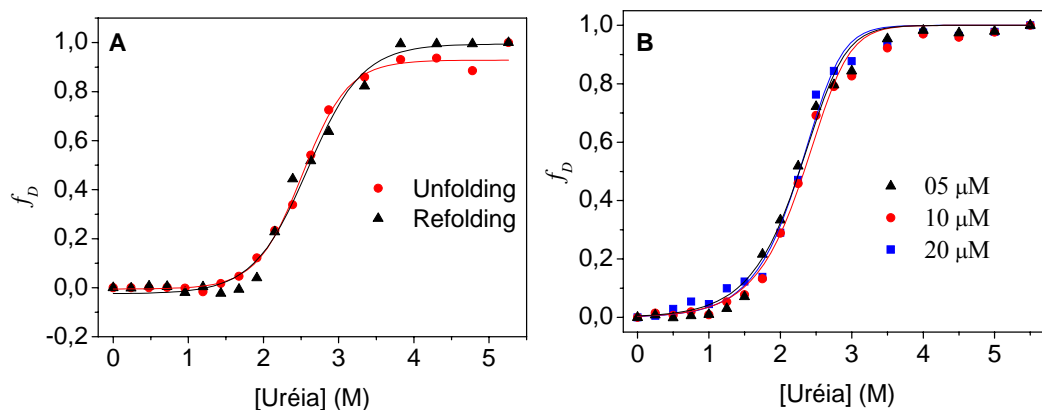 A
1,0
0,8
0,6
0,4
0,2
0,0
-0,2
f_D
Unfolding
Refolding
0 1 2 3 4 5
[Uréia] (M)
B
1,0
0,8
0,6
0,4
0,2
0,0
f_D
05 μM
10 μM
20 μM
0 1 2 3 4 5
[Uréia] (M)